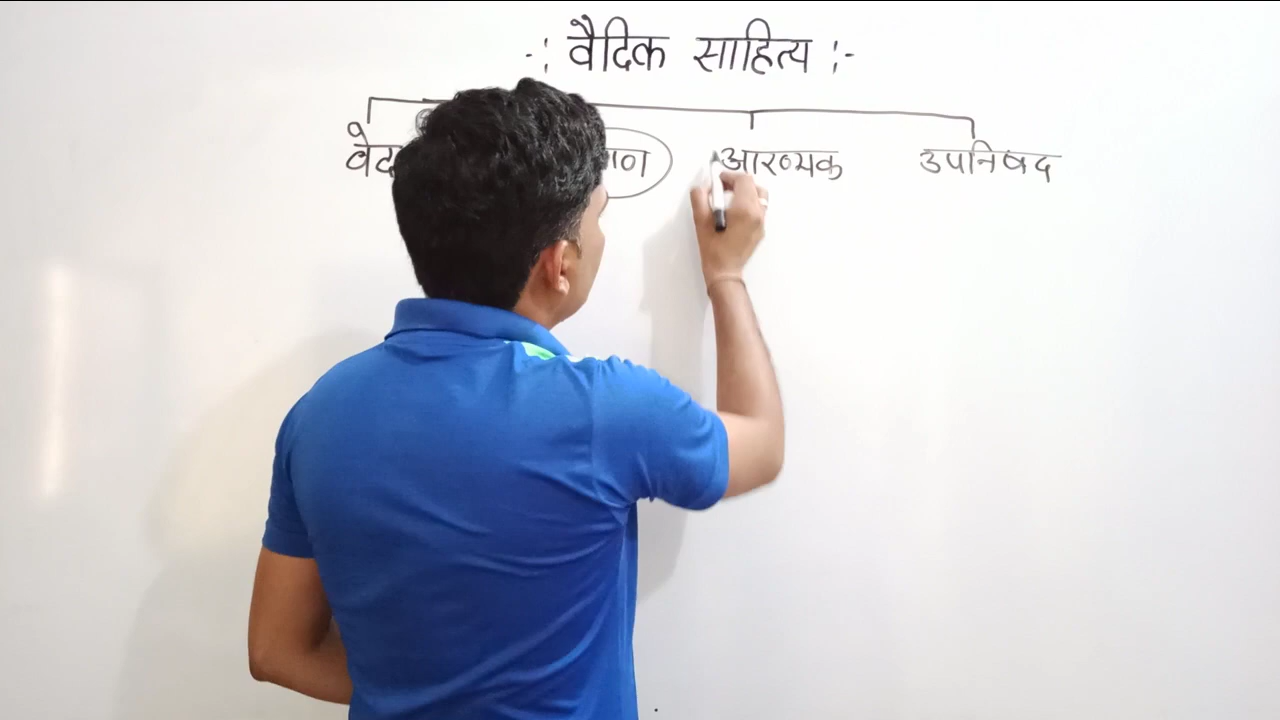 -: वैदिक साहित्य :-
वेद आरण्यक उपनिषद